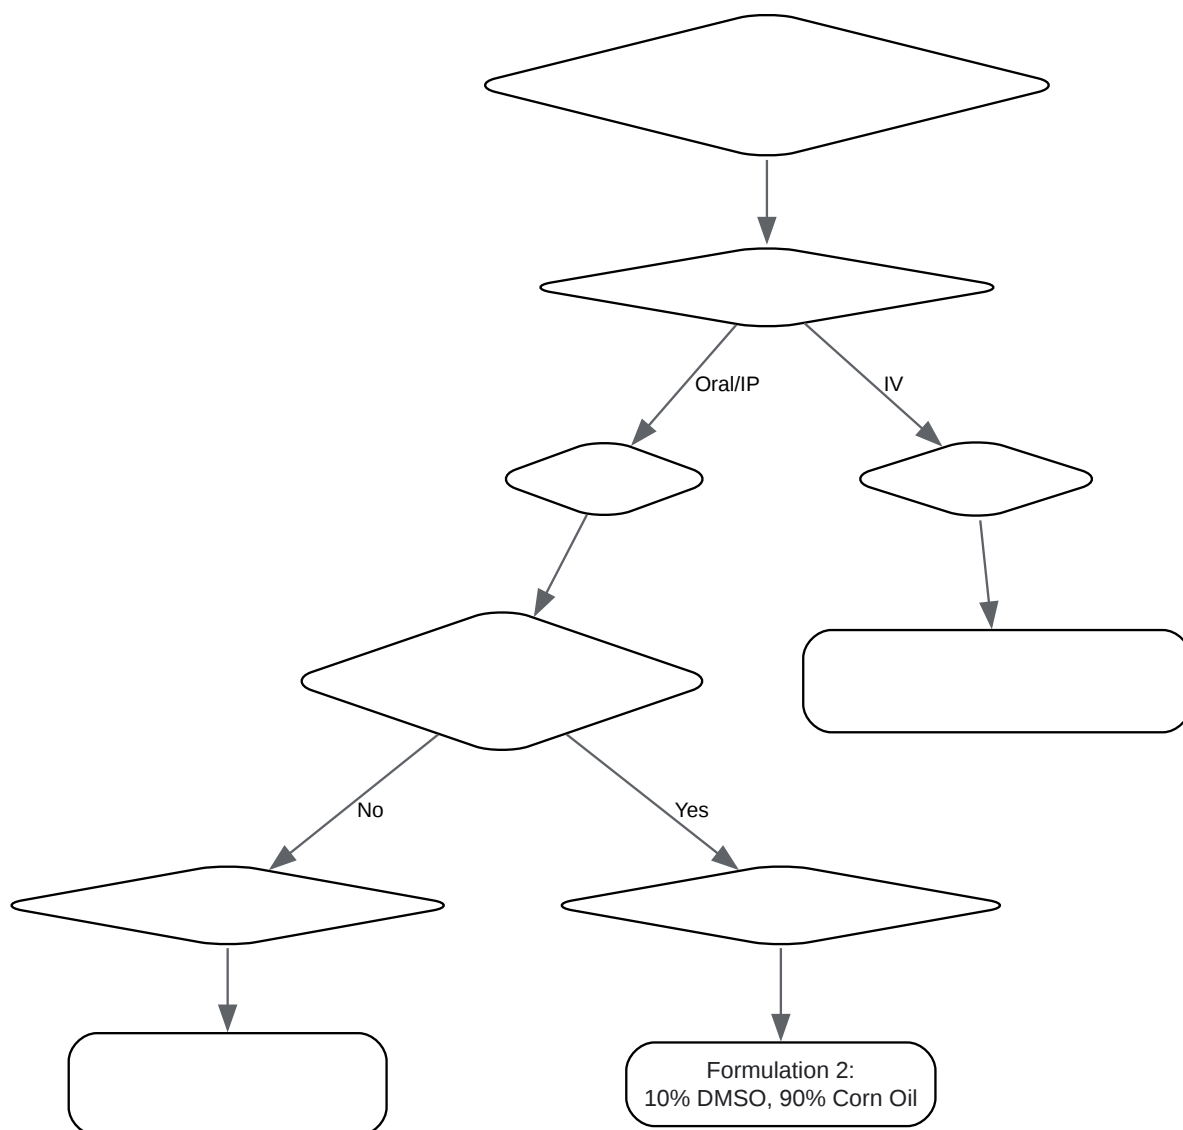 Oral/IP
IV
No
Yes
Formulation 2:
10% DMSO, 90% Corn Oil